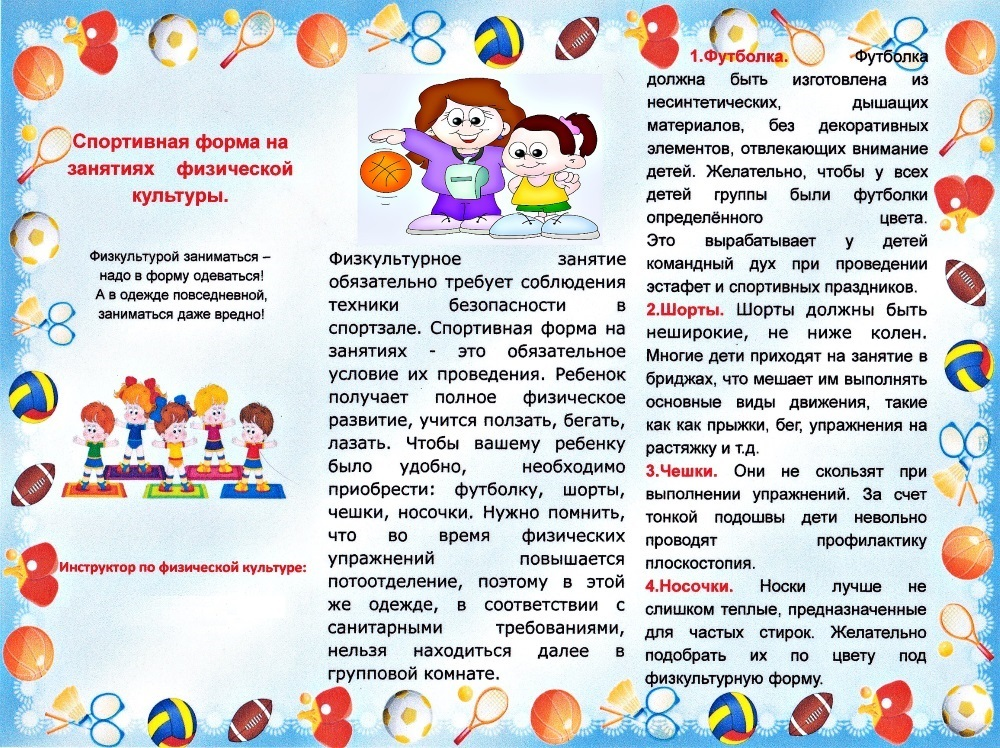 Спортивная форма на
занятиях физической
культуры.
Физкультурой заниматься –
надо в форму одеваться!
А в одежде повседневной,
заниматься даже вредно!
Инструктор по физической культуре:
Физкультурное занятие
обязательно требует соблюдения
техники безопасности в
спортзале. Спортивная форма на
занятиях - это обязательное
условие их проведения. Ребенок
получает полное физическое
развитие, учится ползать, бегать,
лазать. Чтобы вашему ребенку
было удобно, необходимо
приобрести: футболку, шорты,
чешки, носочки. Нужно помнить,
что во время физических
упражнений повышается
потоотделение, поэтому в этой
же одежде, в соответствии с
санитарными требованиями,
нельзя находиться далее в
групповой комнате.
1.Футболка. Футболка
должна быть изготовлена из
несинтетических, дышащих
материалов, без декоративных
элементов, отвлекающих внимание
детей. Желательно, чтобы у всех
детей группы были футболки
определённого цвета.
Это вырабатывает у детей
командный дух при проведении
эстафет и спортивных праздников.
2.Шорты. Шорты должны быть
неширокие, не ниже колен.
Многие дети приходят на занятие в
бриджах, что мешает им выполнять
основные виды движения, такие
как как прыжки, бег, упражнения на
растяжку и т.д.
3.Чешки. Они не скользят при
выполнении упражнений. За счет
тонкой подошвы дети невольно
проводят профилактику
плоскостопия.
4.Носочки. Носки лучше не
слишком теплые, предназначенные
для частых стирок. Желательно
подобрать их по цвету под
физкультурную форму.